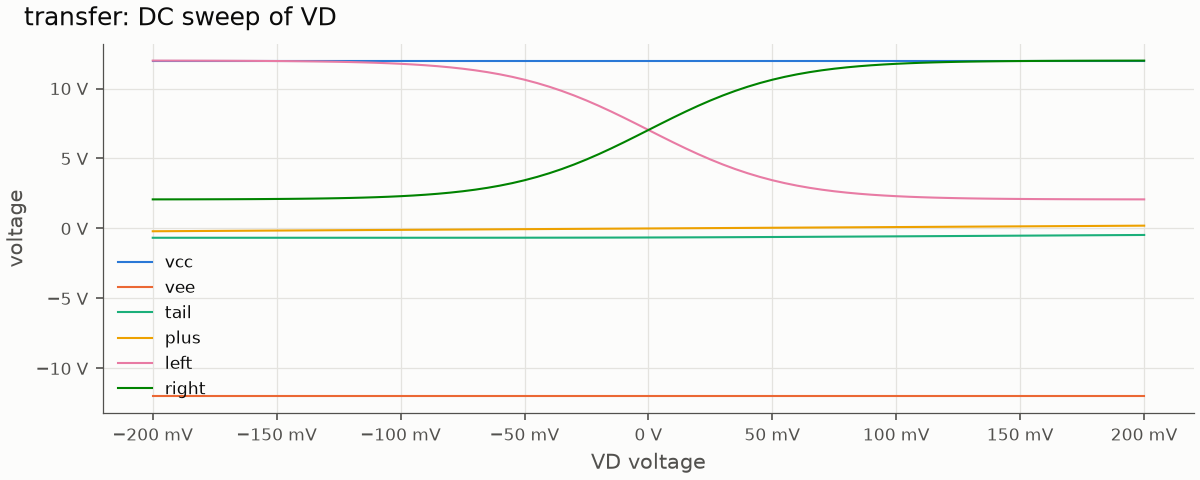 transfer: DC sweep of VD
voltage
10 V
5 V
0 V
−5 V
−10 V
vcc
vee
tail
plus
left
right
−200 mV
−150 mV
−100 mV
−50 mV
0 V
50 mV
100 mV
150 mV
200 mV
VD voltage